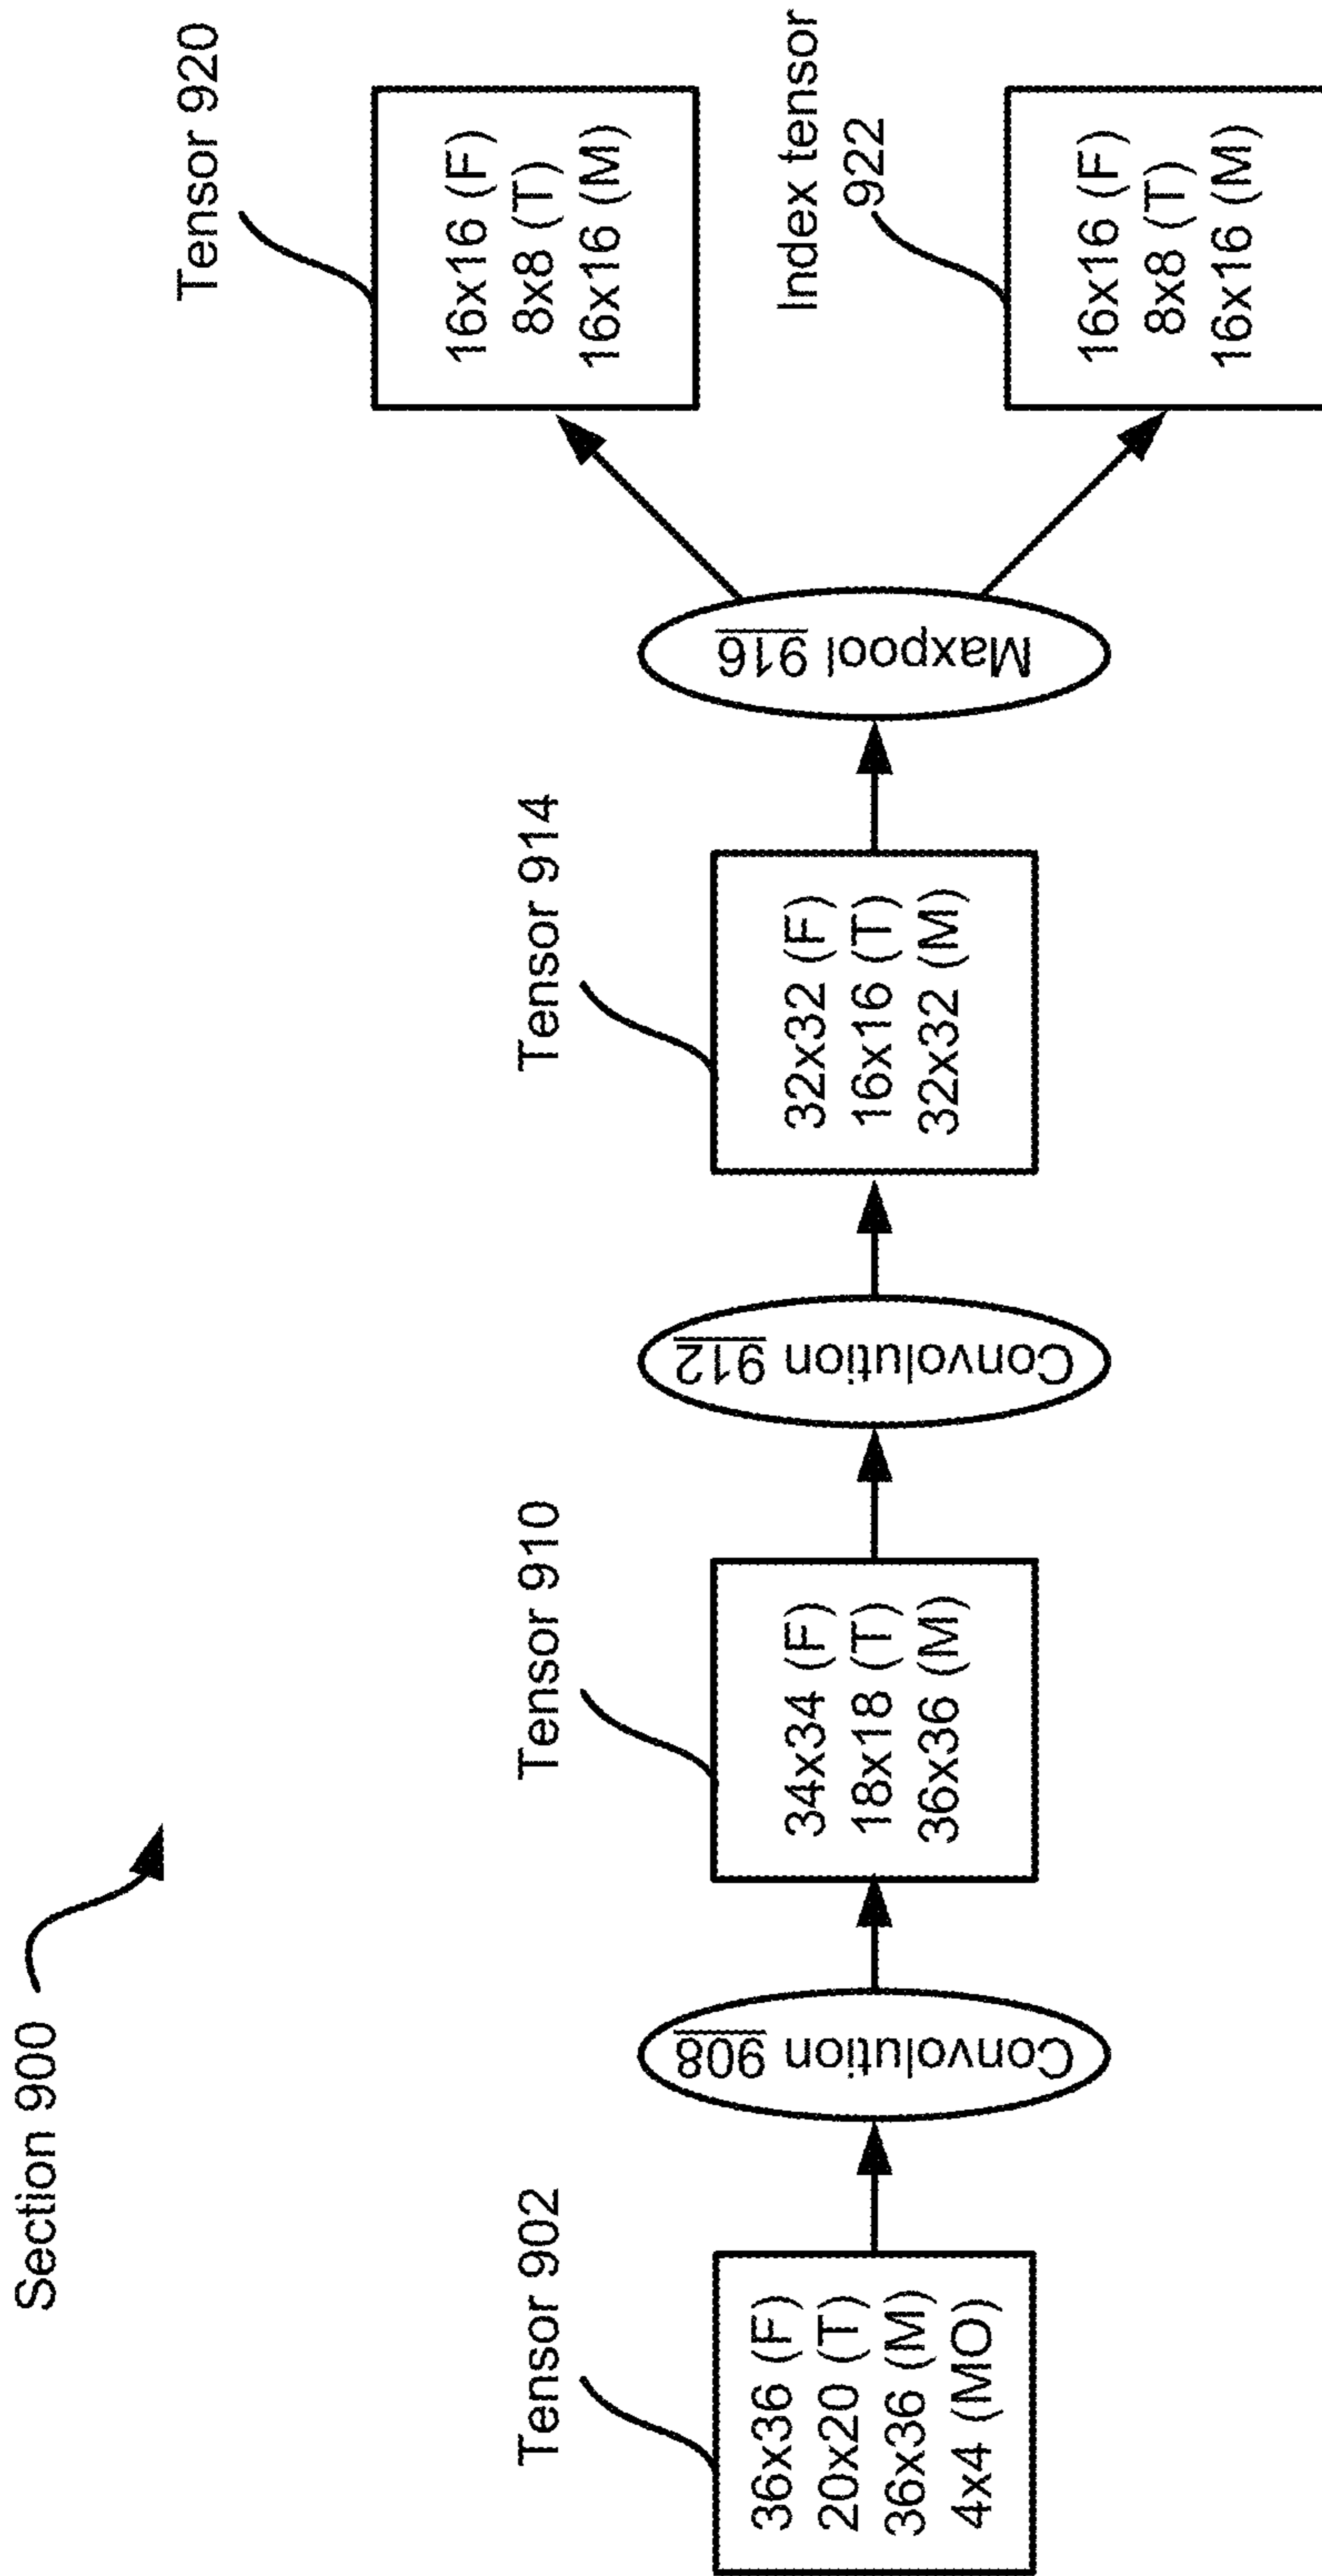 Section 900
Tensor 902
36x36 (F)
20x20 (T)
36x36 (M)
4x4 (MO)
Convolution 908
Tensor 910
34x34 (F)
18x18 (T)
36x36 (M)
Convolution 912
Tensor 914
32x32 (F)
16x16 (T)
32x32 (M)
Maxpool 916
Tensor 920
16x16 (F)
8x8 (T)
16x16 (M)
Index tensor
922
16x16 (F)
8x8 (T)
16x16 (M)